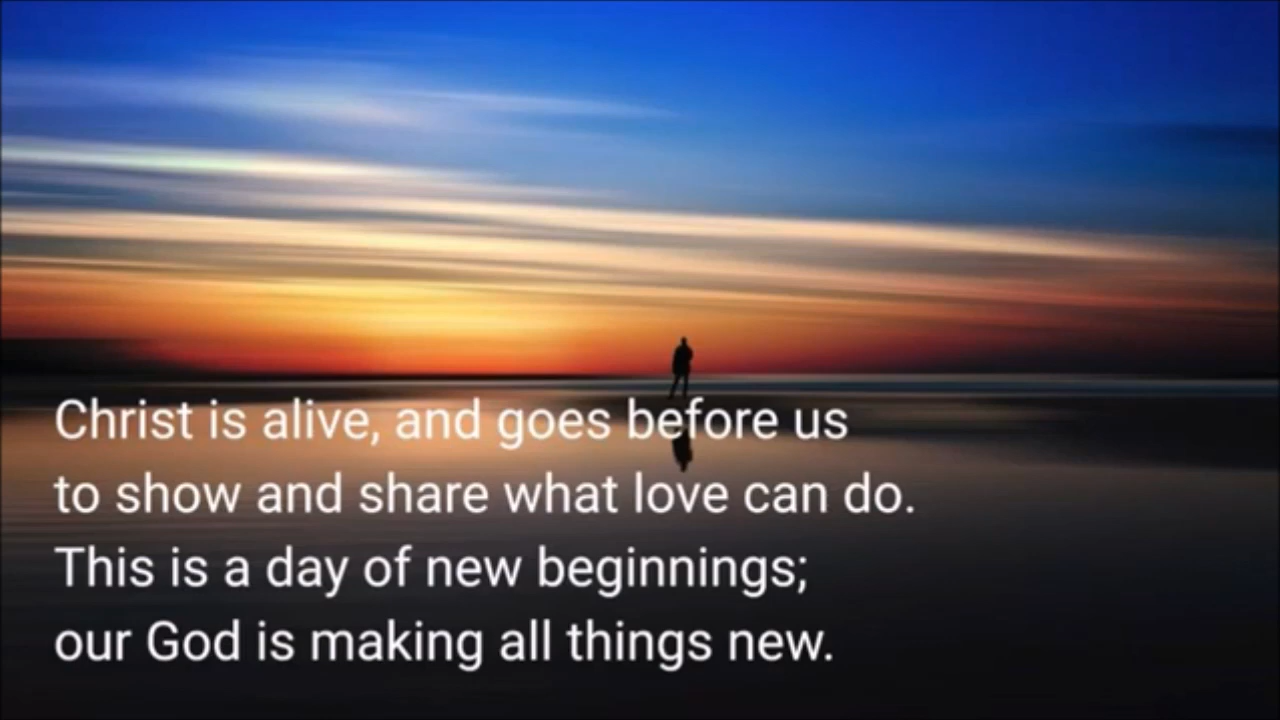 Christ is alive, and goes before us
to show and share what love can do.
This is a day of new beginnings;
our God is making all things new.